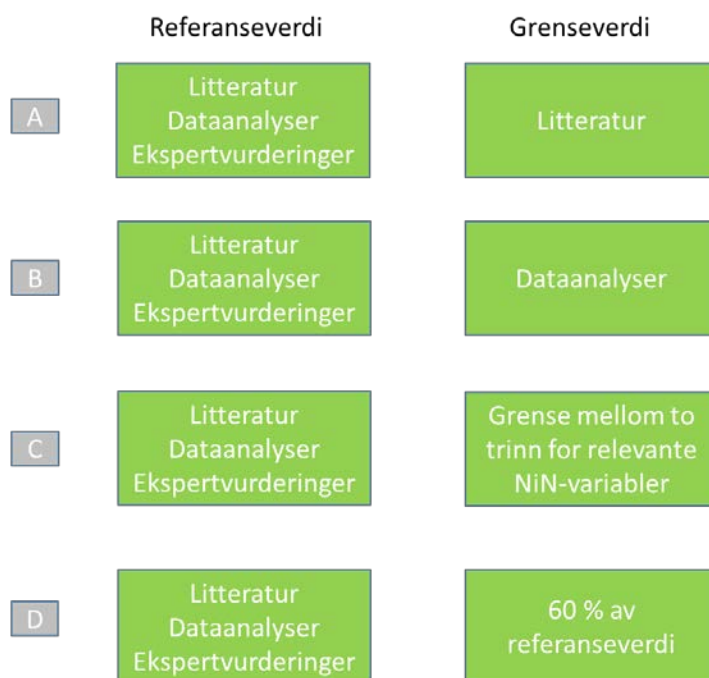 Referanseverdi
Grenseverdi
A
Litteratur
Dataanalyser
Ekspertvurderinger
Litteratur
B
Litteratur
Dataanalyser
Ekspertvurderinger
Dataanalyser
C
Litteratur
Dataanalyser
Ekspertvurderinger
Grense mellom to
trinn for relevante
NiN-variabler
D
Litteratur
Dataanalyser
Ekspertvurderinger
60 % av
referanseverdi